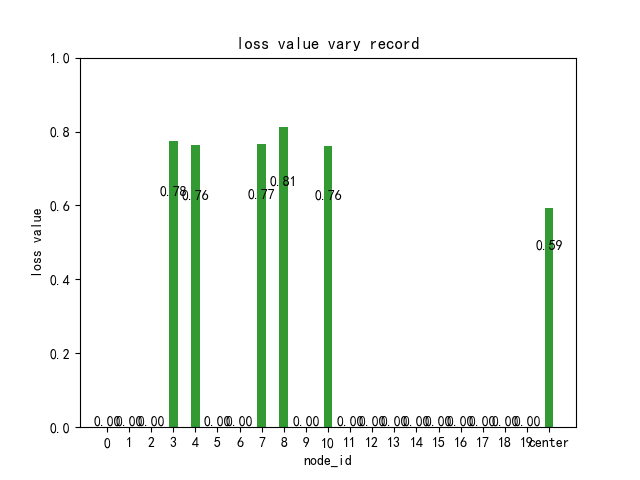 loss value vary record
1.0
0.8
0.6
0.4
0.2
0.0
loss value
0.00 0.00 0.00 0.78 0.76 0.00 0.00 0.77 0.81 0.00 0.76 0.00 0.00 0.00 0.00 0.00 0.00 0.00 0.00 0.00 0.59
0 1 2 3 4 5 6 7 8 9 10 11 12 13 14 15 16 17 18 19 center
node_id